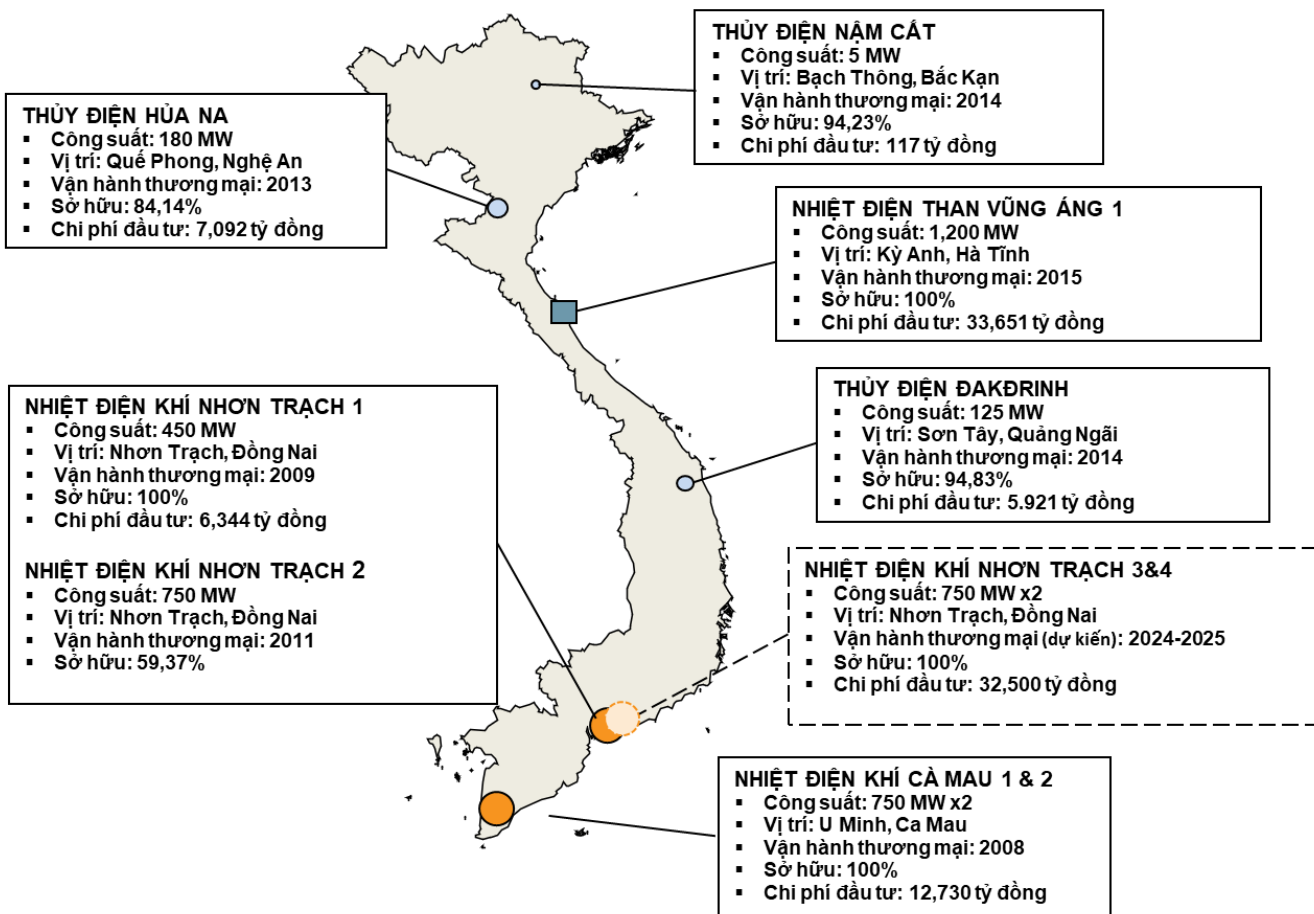 THỦY ĐIỆN NẬM CẮT
▪ Công suất: 5 MW
▪ Vị trí: Bạch Thông, Bắc Kạn
▪ Vận hành thương mại: 2014
▪ Sở hữu: 94,23%
▪ Chi phí đầu tư: 117 tỷ đồng
THỦY ĐIỆN HỦA NA
▪ Công suất: 180 MW
▪ Vị trí: Quế Phong, Nghệ An
▪ Vận hành thương mại: 2013
▪ Sở hữu: 84,14%
▪ Chi phí đầu tư: 7,092 tỷ đồng
NHIỆT ĐIỆN THAN VŨNG ÁNG 1
▪ Công suất: 1,200 MW
▪ Vị trí: Kỳ Anh, Hà Tĩnh
▪ Vận hành thương mại: 2015
▪ Sở hữu: 100%
▪ Chi phí đầu tư: 33,651 tỷ đồng
THỦY ĐIỆN ĐAKĐRINH
▪ Công suất: 125 MW
▪ Vị trí: Sơn Tây, Quảng Ngãi
▪ Vận hành thương mại: 2014
▪ Sở hữu: 94,83%
▪ Chi phí đầu tư: 5.921 tỷ đồng
NHIỆT ĐIỆN KHÍ NHƠN TRẠCH 1
▪ Công suất: 450 MW
▪ Vị trí: Nhơn Trạch, Đồng Nai
▪ Vận hành thương mại: 2009
▪ Sở hữu: 100%
▪ Chi phí đầu tư: 6,344 tỷ đồng
NHIỆT ĐIỆN KHÍ NHƠN TRẠCH 2
▪ Công suất: 750 MW
▪ Vị trí: Nhơn Trạch, Đồng Nai
▪ Vận hành thương mại: 2011
▪ Sở hữu: 59,37%
NHIỆT ĐIỆN KHÍ NHƠN TRẠCH 3&4
▪ Công suất: 750 MW x2
▪ Vị trí: Nhơn Trạch, Đồng Nai
▪ Vận hành thương mại (dự kiến): 2024-2025
▪ Sở hữu: 100%
▪ Chi phí đầu tư: 32,500 tỷ đồng
NHIỆT ĐIỆN KHÍ CÀ MAU 1 & 2
▪ Công suất: 750 MW x2
▪ Vị trí: U Minh, Ca Mau
▪ Vận hành thương mại: 2008
▪ Sở hữu: 100%
▪ Chi phí đầu tư: 12,730 tỷ đồng